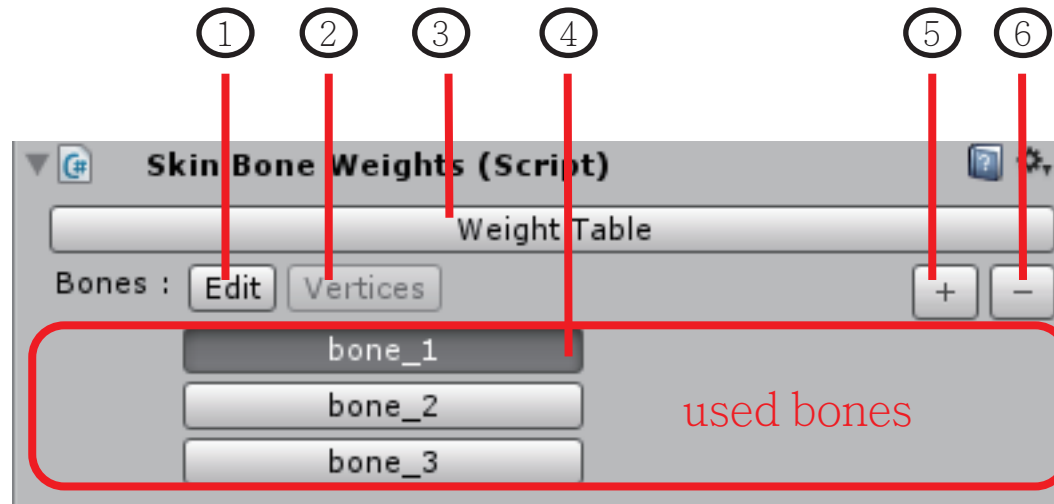 ① ② ③ ④ ⑤ ⑥
Skin Bone Weights (Script)
Weight Table
Bones : Edit Vertices + −
bone_1
bone_2 used bones
bone_3